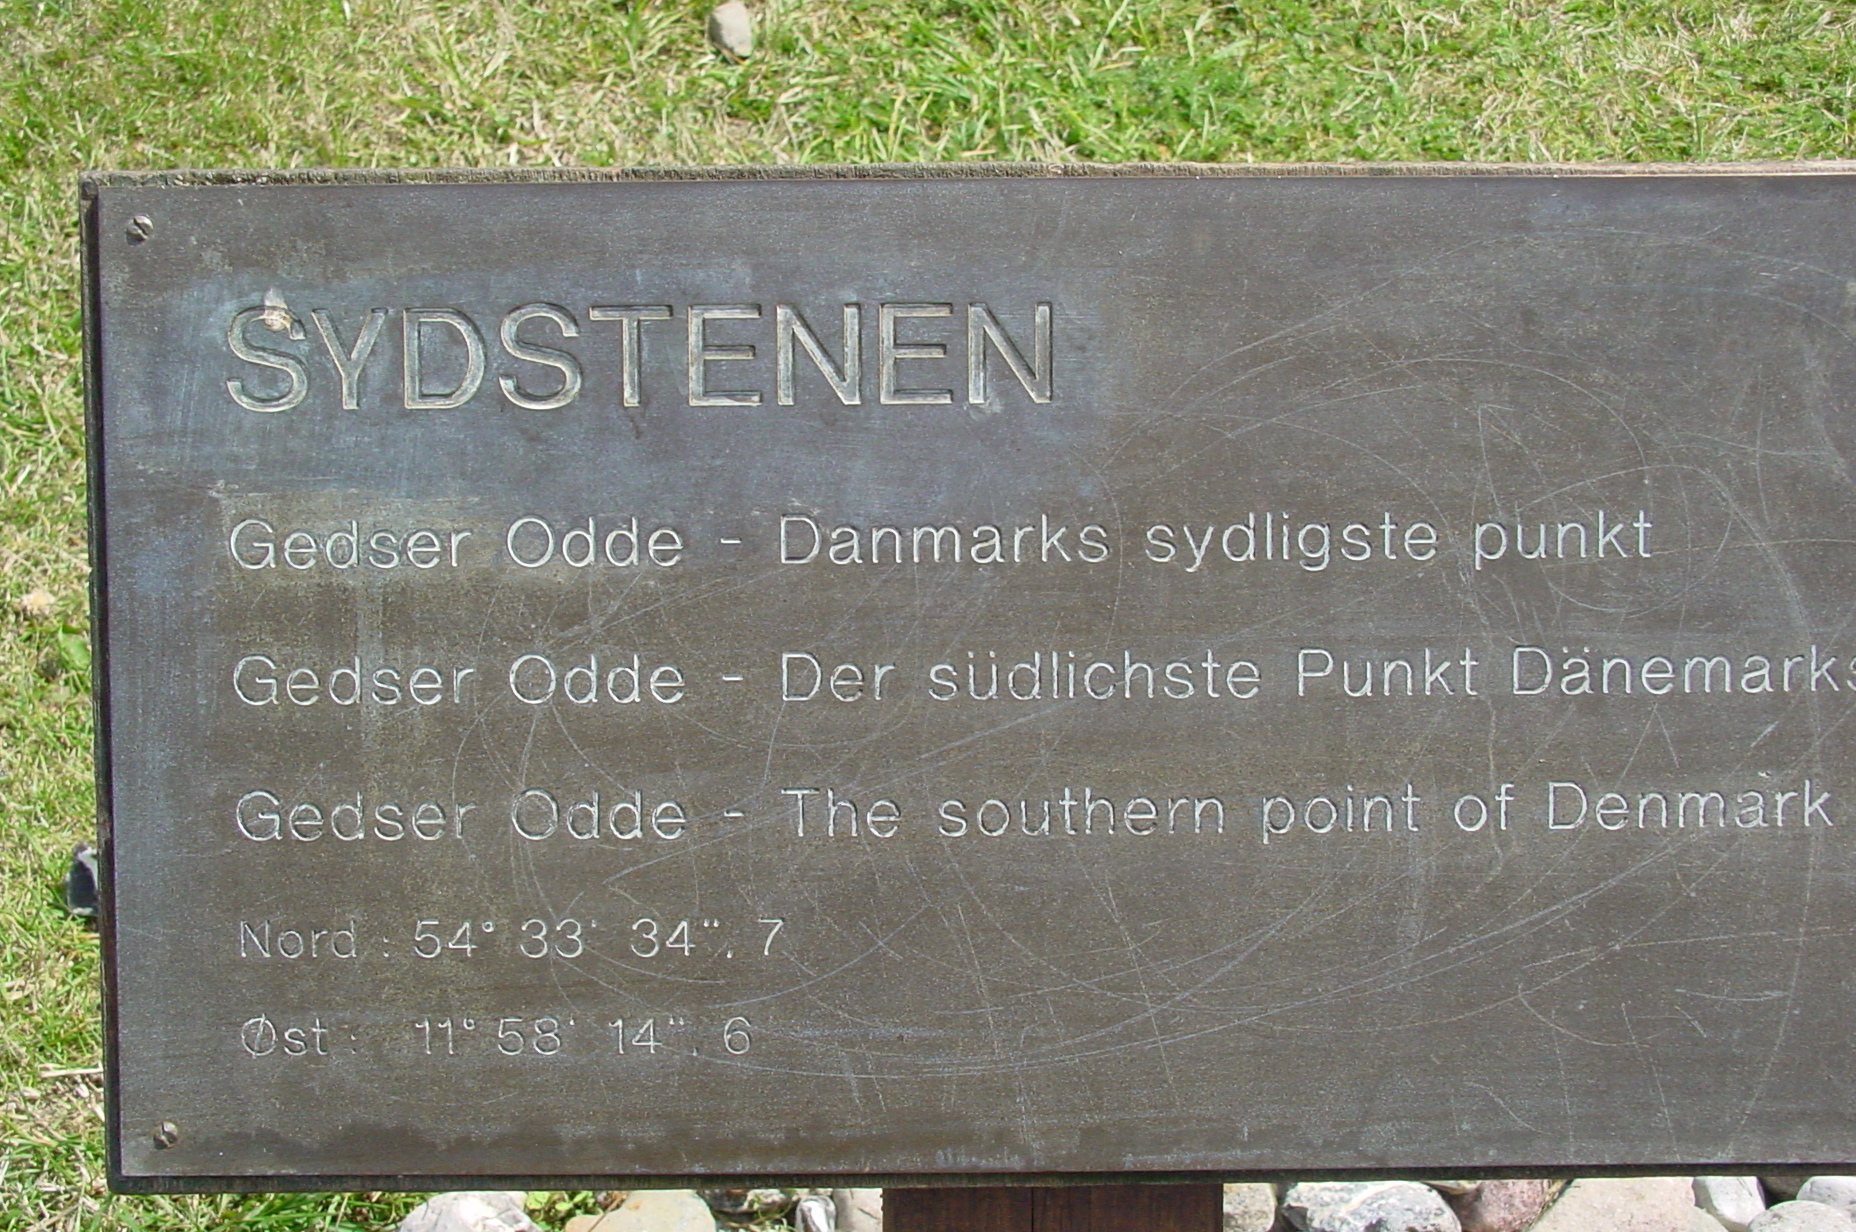 SYDSTENEN
Gedser Odde - Danmarks sydligste punkt
Gedser Odde - Der südlichste Punkt Dänemarks
Gedser Odde - The southern point of Denmark
Nord : 54° 33' 34". 7
Øst : 11° 58' 14". 6